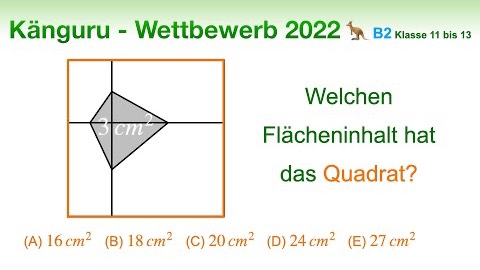 Känguru - Wettbewerb 2022 🦘 B2 Klasse 11 bis 13
3 cm²
Welchen
Flächeninhalt hat
das Quadrat?
(A) 16 cm² (B) 18 cm² (C) 20 cm² (D) 24 cm² (E) 27 cm²